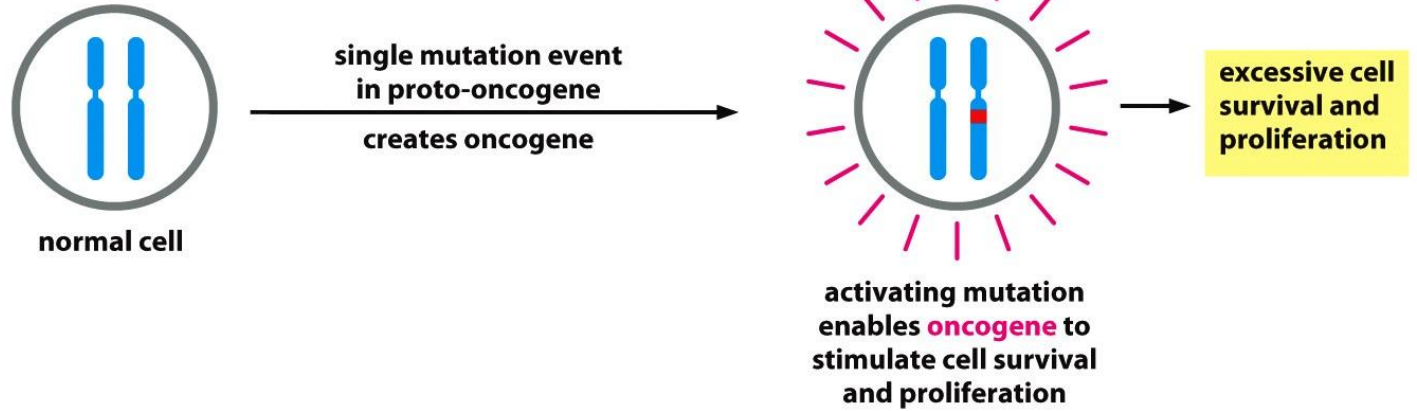 single mutation event
in proto-oncogene
creates oncogene
normal cell
activating mutation
enables oncogene to
stimulate cell survival
and proliferation
excessive cell
survival and
proliferation